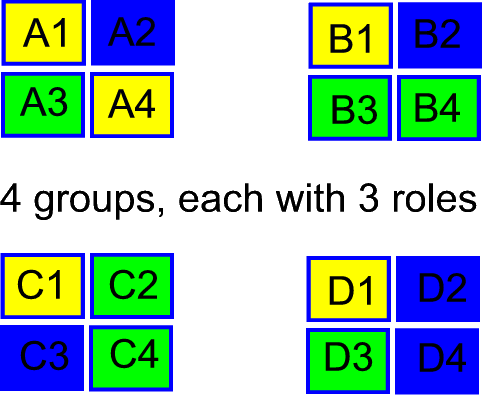 A1 A2 B1 B2
A3 A4 B3 B4
4 groups, each with 3 roles
C1 C2 D1 D2
C3 C4 D3 D4